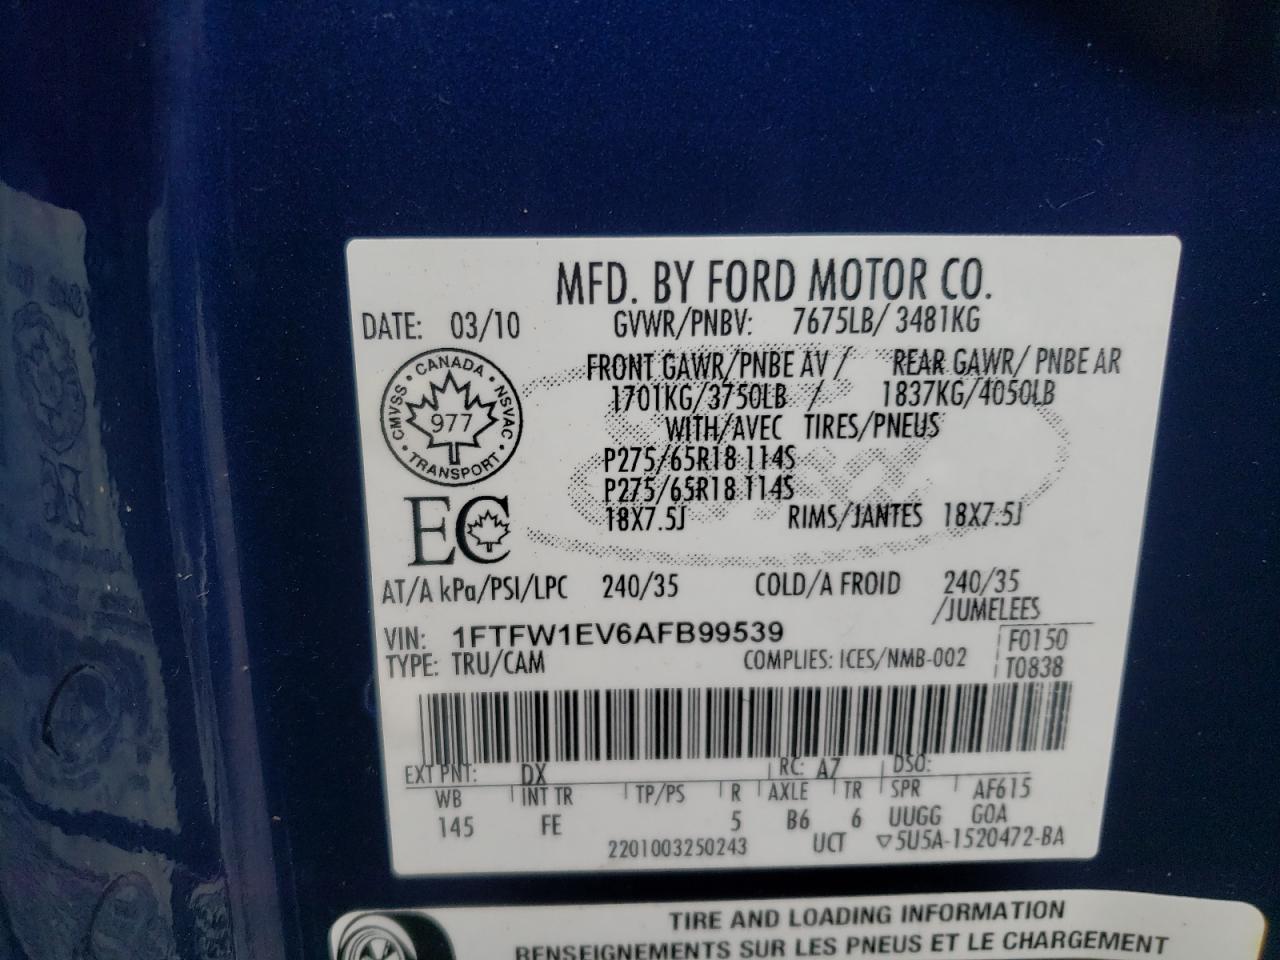 MFD. BY FORD MOTOR CO.
DATE: 03/10 GVWR/PNBV: 7675LB/ 3481KG
FRONT GAWR/PNBE AV / REAR GAWR/ PNBE AR
1701KG/3750LB / 1837KG/4050LB
WITH/AVEC TIRES/PNEUS
P275/65R18 114S
P275/65R18 114S
18X7.5J RIMS/JANTES 18X7.5J
CANADA
CMVSS NSVAC
977
TRANSPORT
EC
AT/A kPa/PSI/LPC 240/35 COLD/A FROID 240/35
/JUMELEES
VIN: 1FTFW1EV6AFB99539 F0150
TYPE: TRU/CAM COMPLIES: ICES/NMB-002 T0838
EXT PNT: DX RC: A7 DSO:
WB INT TR TP/PS R AXLE TR SPR AF615
145 FE 5 B6 6 UUGG GOA
2201003250243 UCT ▽5U5A-1520472-BA
TIRE AND LOADING INFORMATION
RENSEIGNEMENTS SUR LES PNEUS ET LE CHARGEMENT